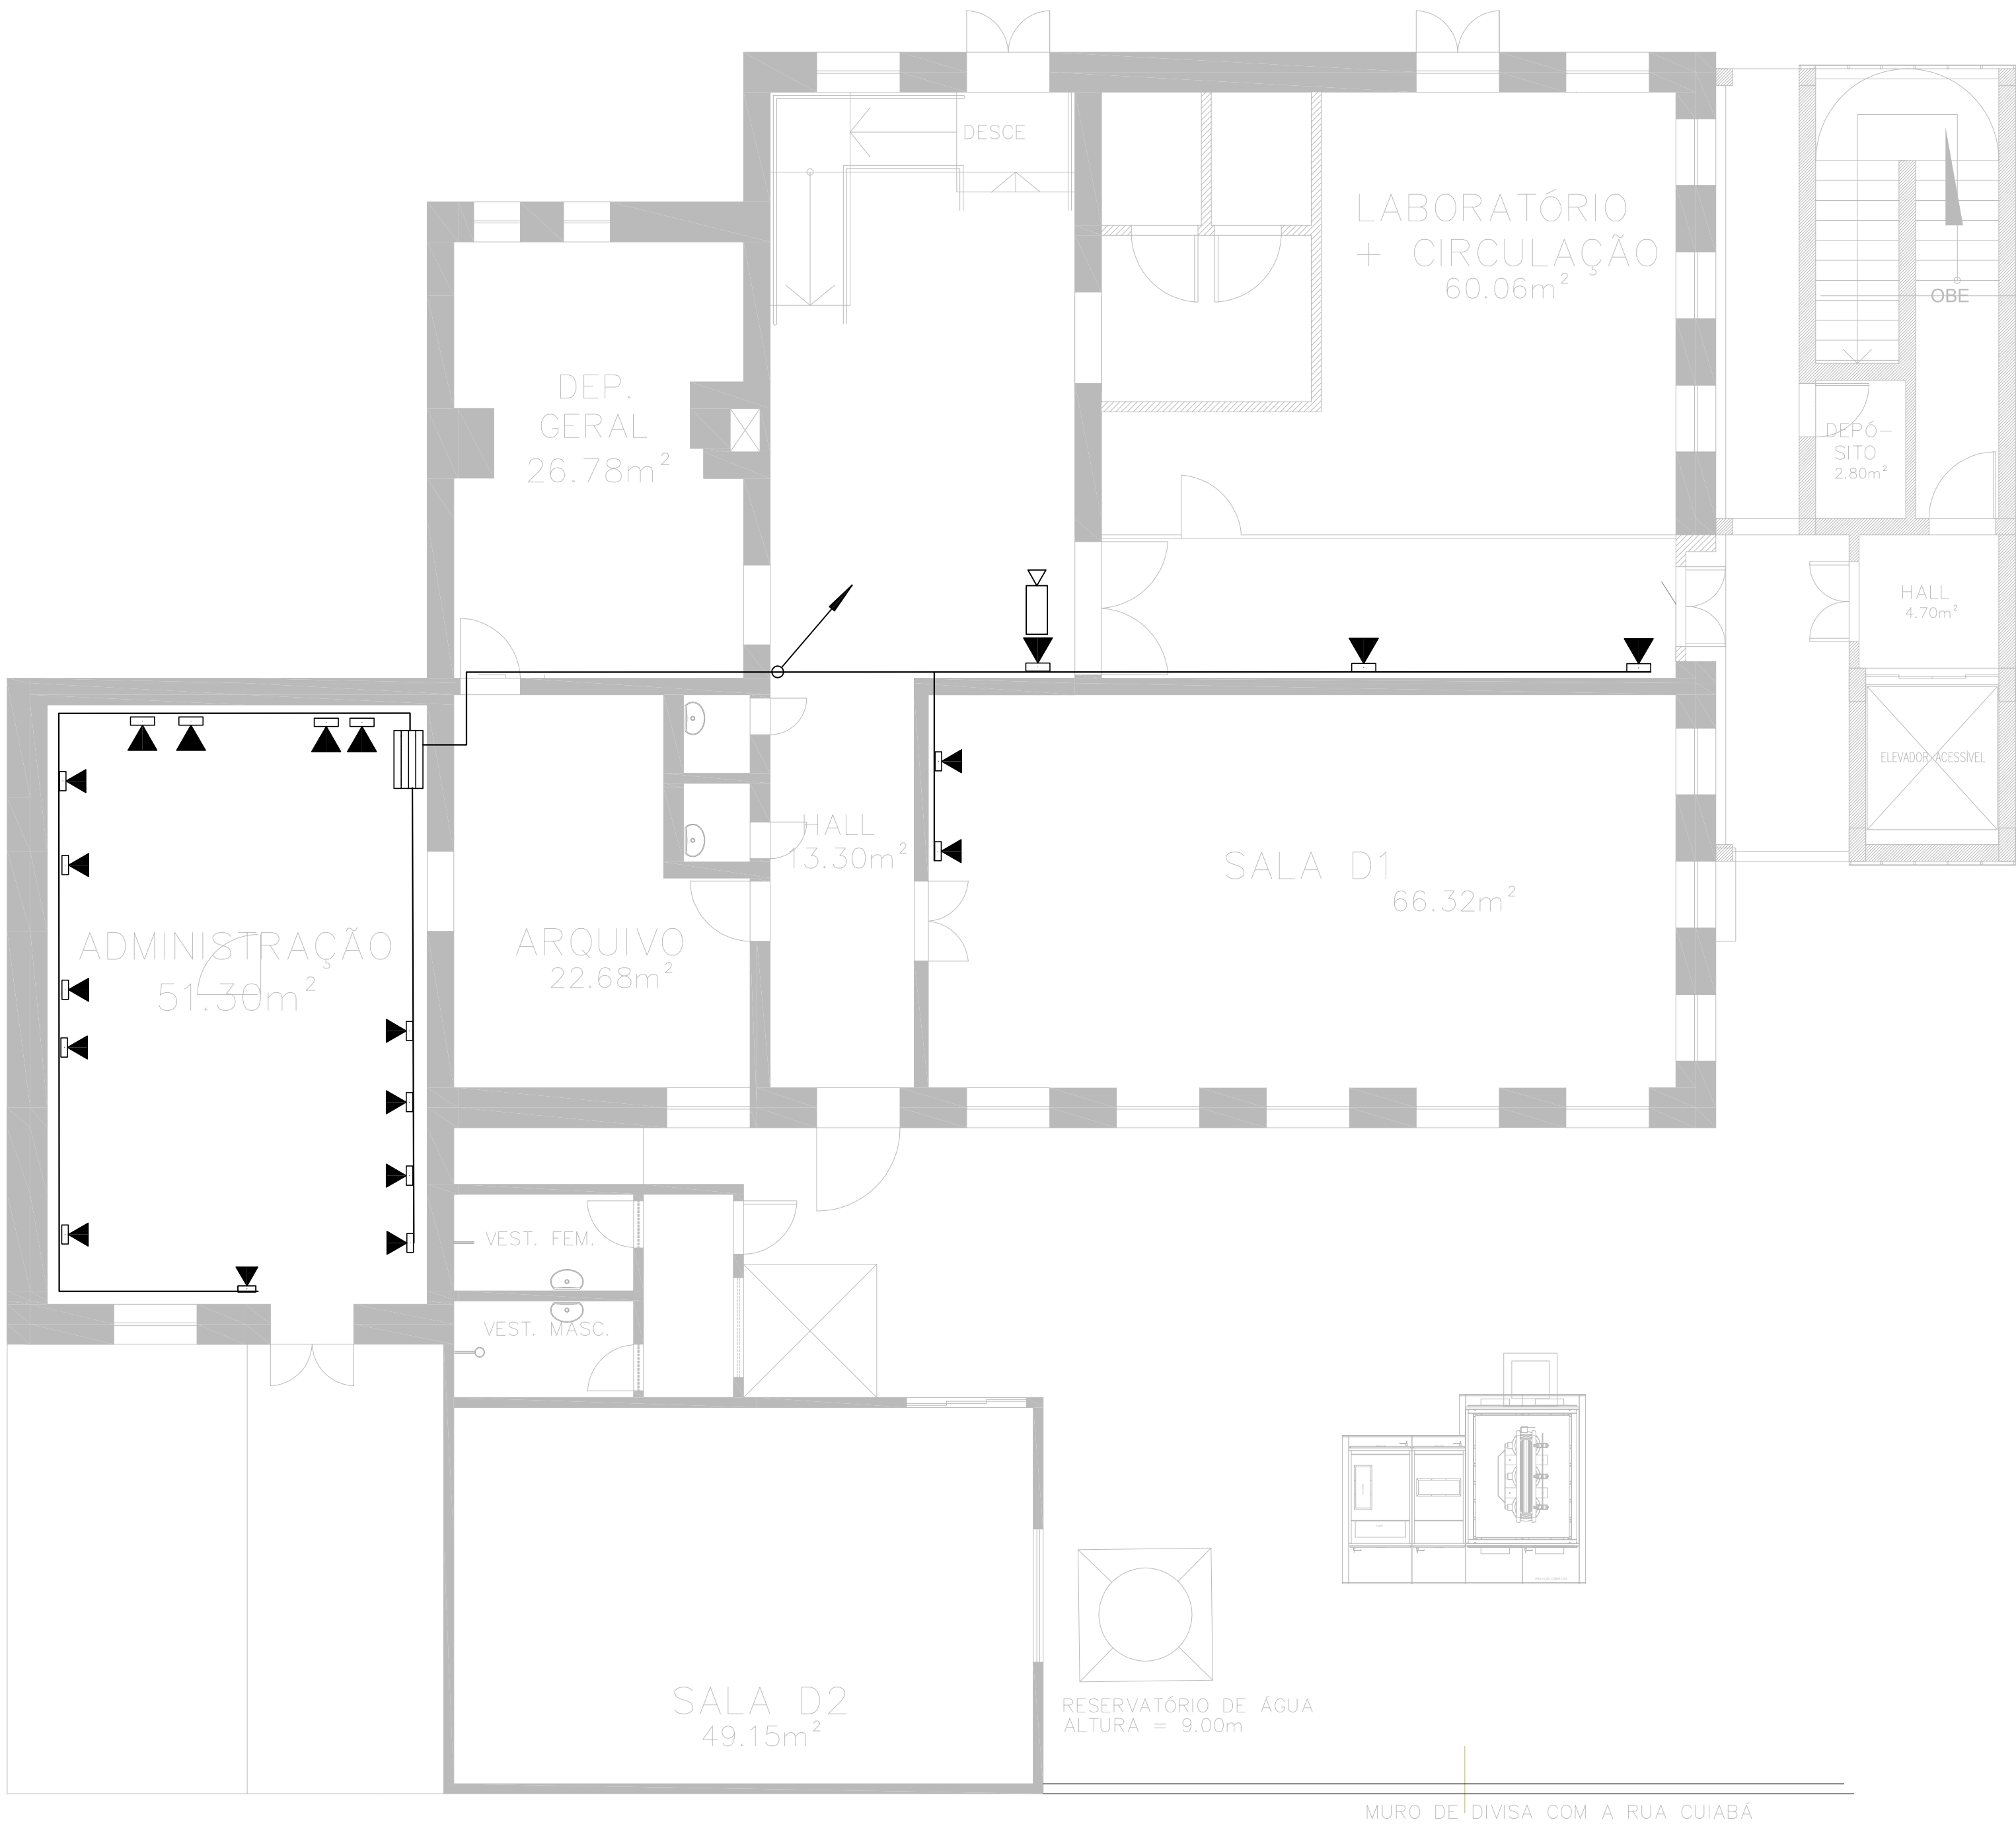 DESCE
LABORATÓRIO
+ CIRCULAÇÃO
60.06m²
OBE
DEP.
GERAL
26.78m²
DEPÓ-
SITO
2.80m²
HALL
4.70m²
ELEVADOR ACESSÍVEL
HALL
13.30m²
SALA D1
66.32m²
ADMINISTRAÇÃO
51.30m²
ARQUIVO
22.68m²
VEST. FEM.
VEST. MASC.
SALA D2
49.15m²
RESERVATÓRIO DE ÁGUA
ALTURA = 9.00m
MURO DE DIVISA COM A RUA CUIABÁ